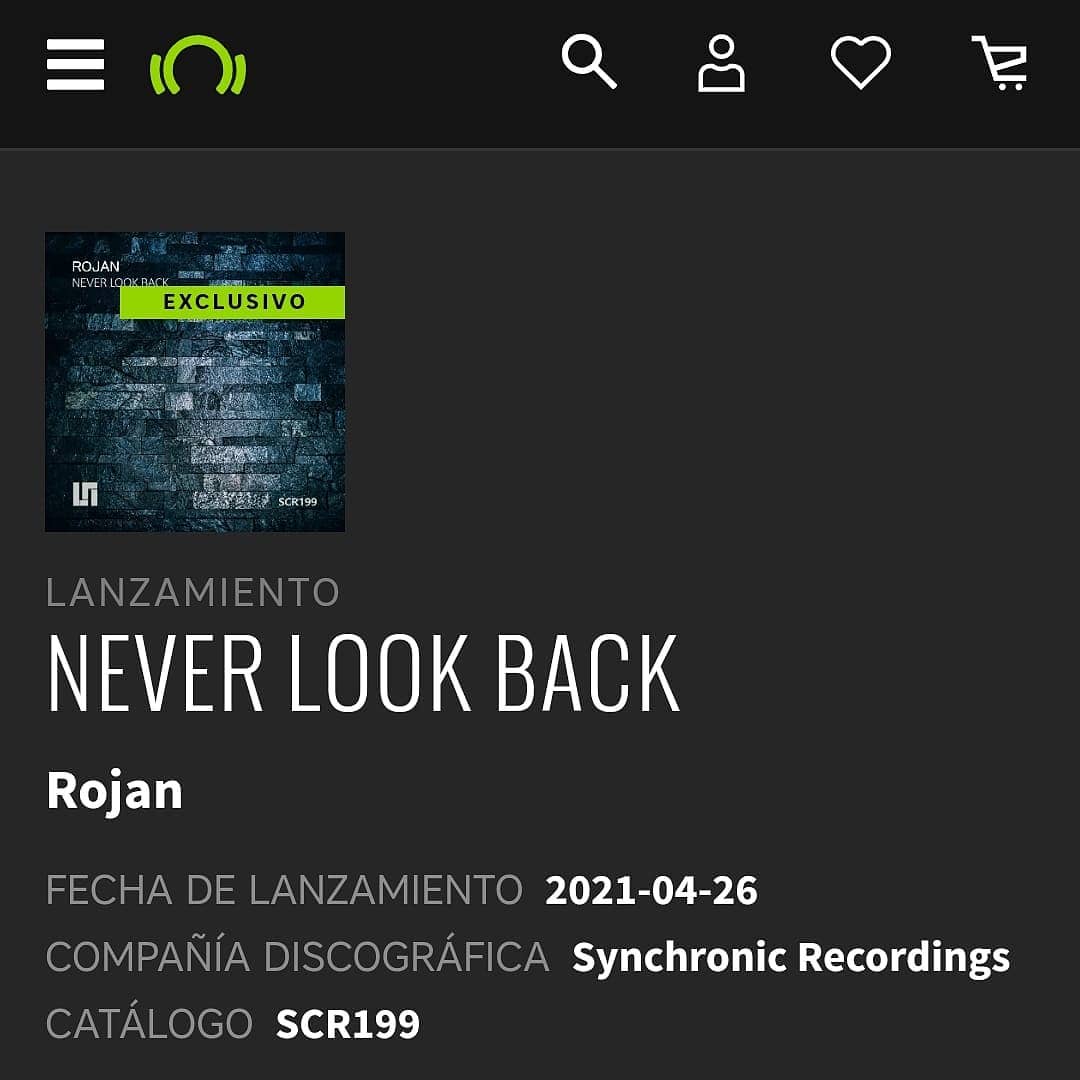 ROJAN
NEVER LOOK BACK
EXCLUSIVO
SCR199
LANZAMIENTO
NEVER LOOK BACK
Rojan
FECHA DE LANZAMIENTO 2021-04-26
COMPAÑÍA DISCOGRÁFICA Synchronic Recordings
CATÁLOGO SCR199